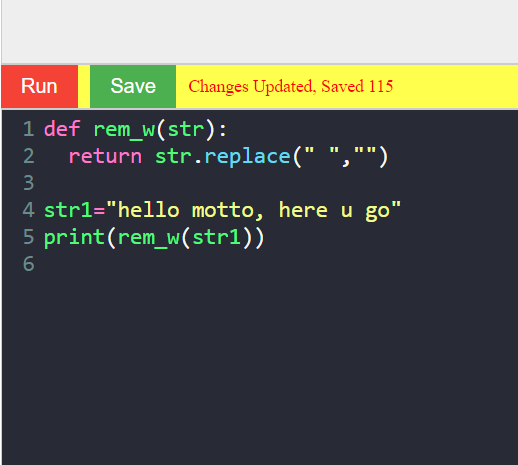 Run Save Changes Updated, Saved 115
1 def rem_w(str):
2   return str.replace(" ","")
3
4 str1="hello motto, here u go"
5 print(rem_w(str1))
6